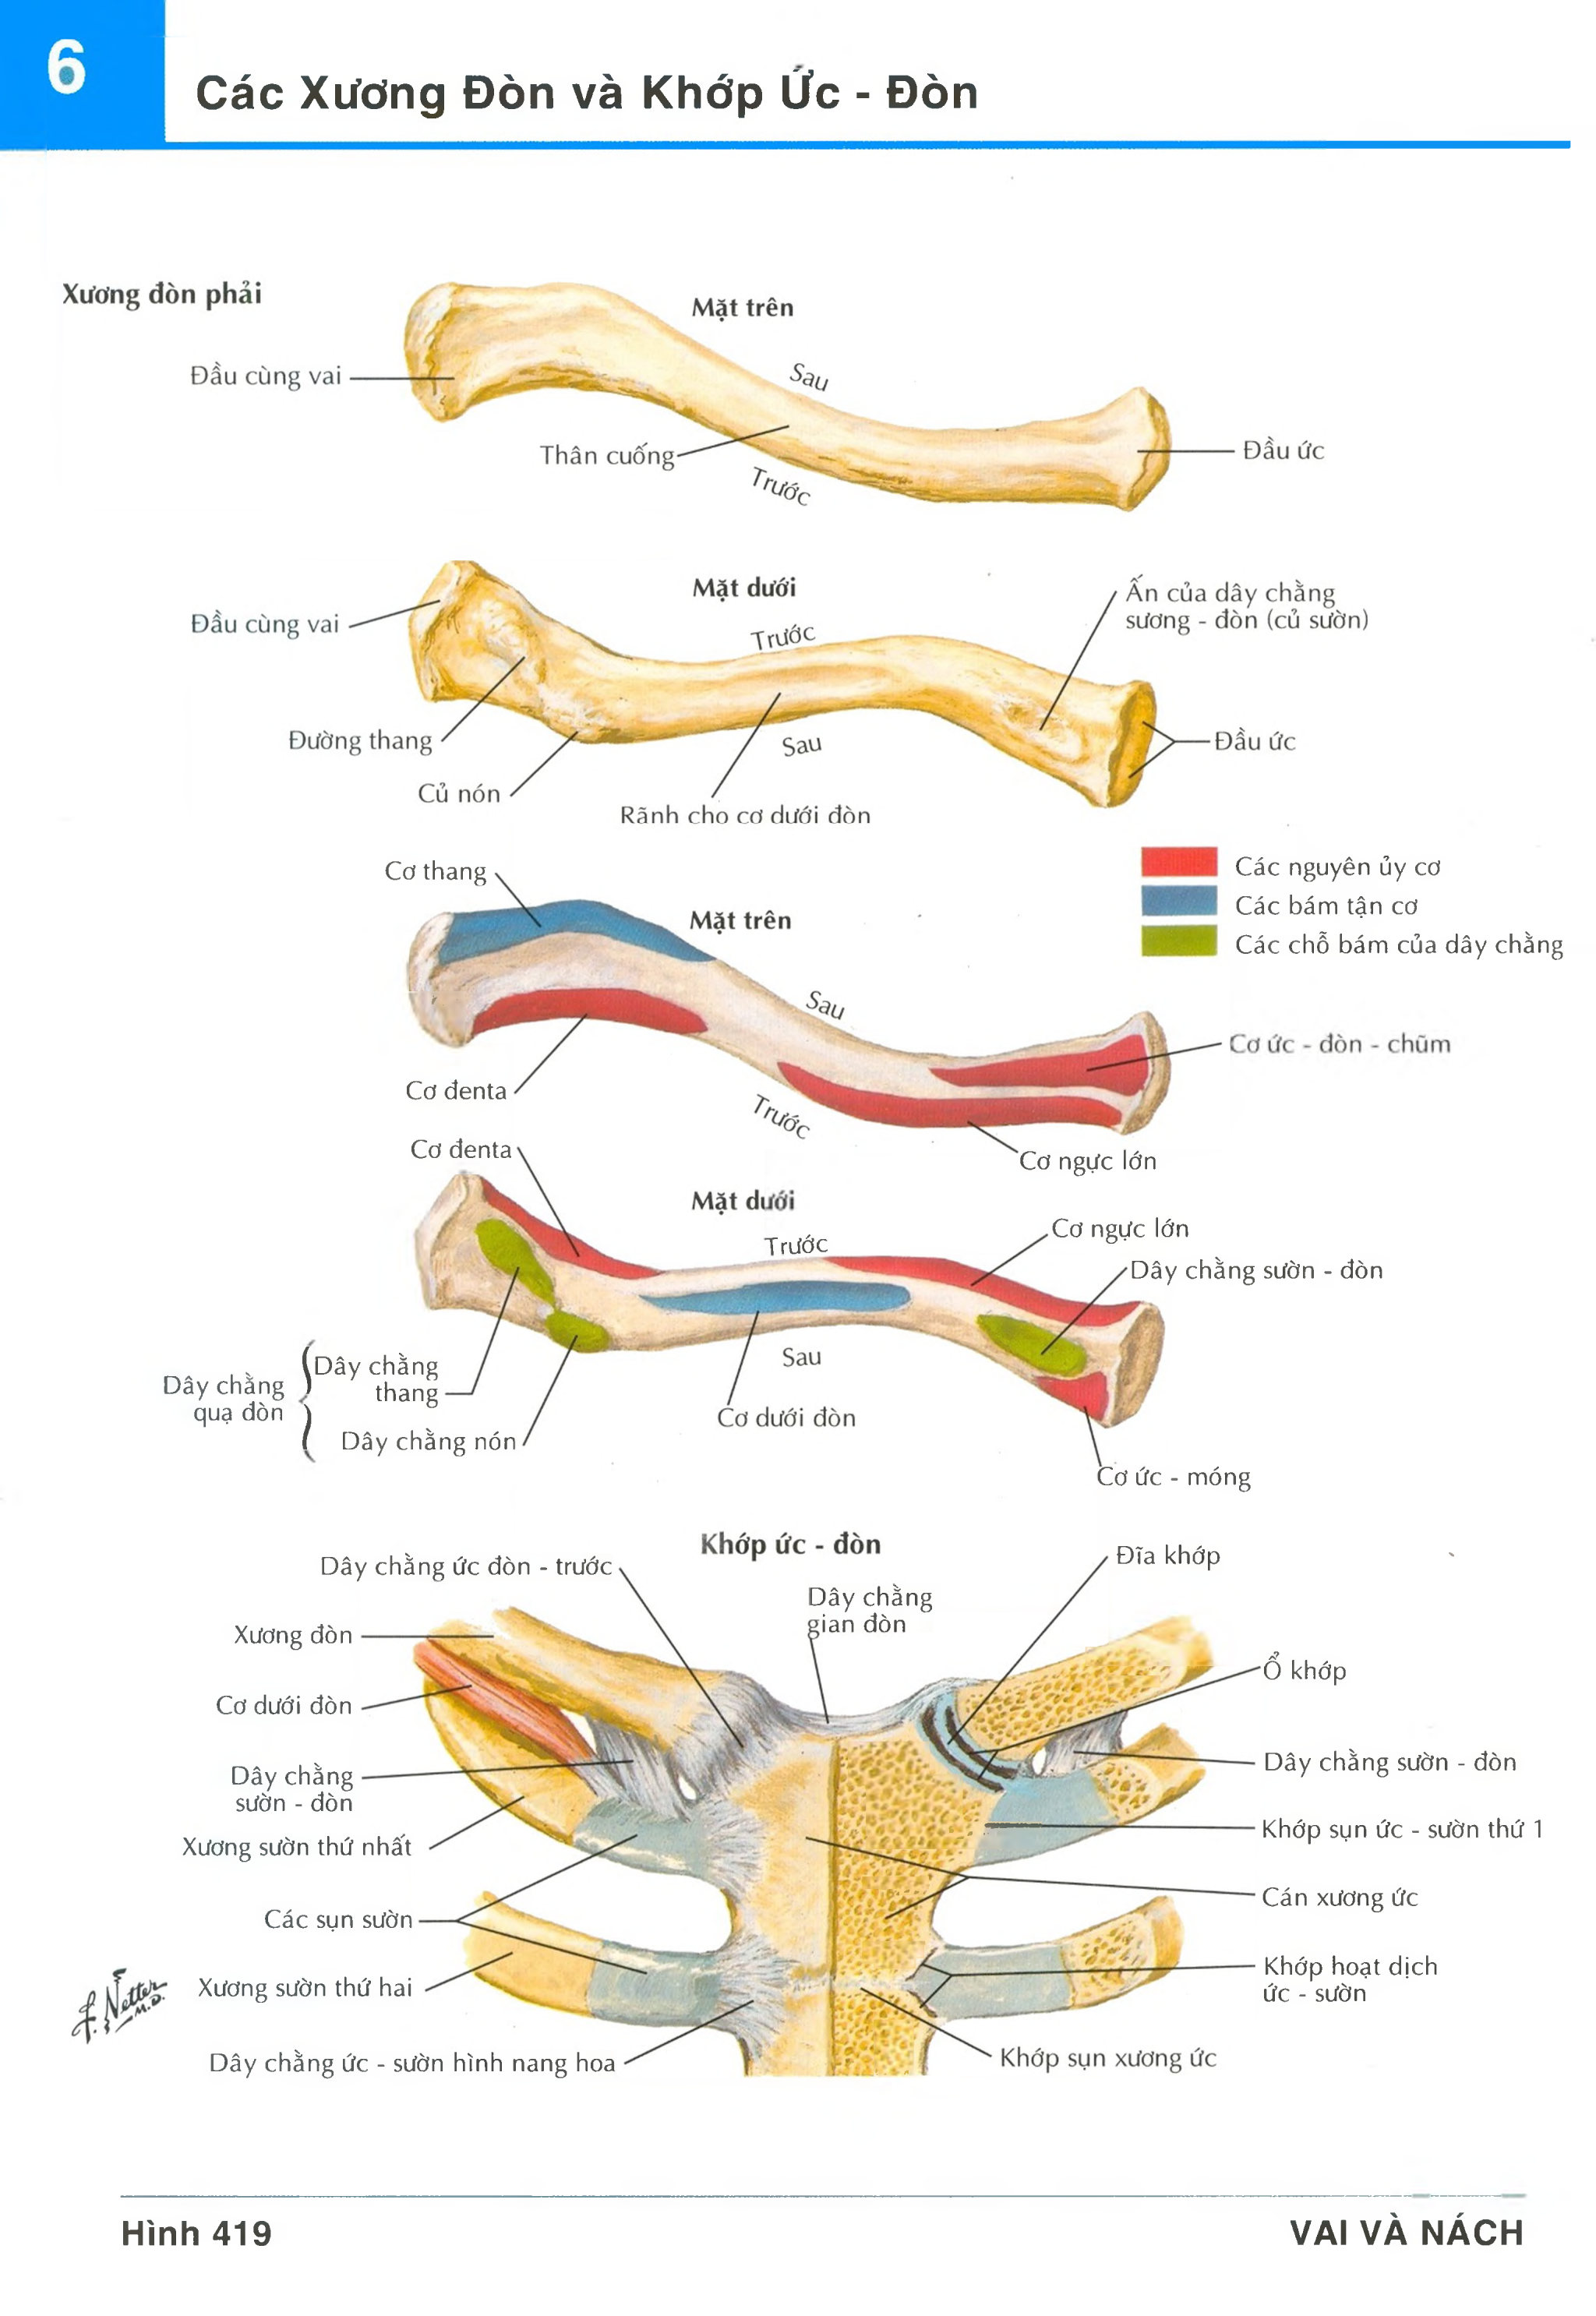 6
Các Xương Đòn và Khớp Ức - Đòn
Xương đòn phải
Mặt trên
Đầu cùng vai
Sau
Thân cuống
Trước
Đầu ức
Mặt dưới
Đầu cùng vai
Trước
Ấn của dây chằng
sương - đòn (củ sườn)
Đường thang
Sau
Đầu ức
Củ nón
Rãnh cho cơ dưới đòn
Các nguyên ủy cơ
Các bám tận cơ
Các chỗ bám của dây chằng
Cơ thang
Mặt trên
Sau
Cơ ức - đòn - chũm
Cơ đenta
Trước
Cơ ngực lớn
Cơ đenta
Mặt dưới
Trước
Cơ ngực lớn
Dây chằng sườn - đòn
Dây chằng
quạ đòn
Dây chằng
thang
Dây chằng nón
Sau
Cơ dưới đòn
Cơ ức - móng
Khớp ức - đòn
Dây chằng ức đòn - trước
Dây chằng
gian đòn
Đĩa khớp
Xương đòn
Ổ khớp
Cơ dưới đòn
Dây chằng
sườn - đòn
Dây chằng sườn - đòn
Xương sườn thứ nhất
Khớp sụn ức - sườn thứ 1
Các sụn sườn
Cán xương ức
Xương sườn thứ hai
Khớp hoạt dịch
ức - sườn
Dây chằng ức - sườn hình nang hoa
Khớp sụn xương ức
F. Netter
M.D.
Hình 419
VAI VÀ NÁCH